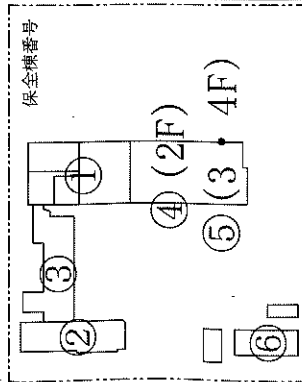 保全棟番号
③
② ①
④ (2F)
⑤ (3・4F)
⑥